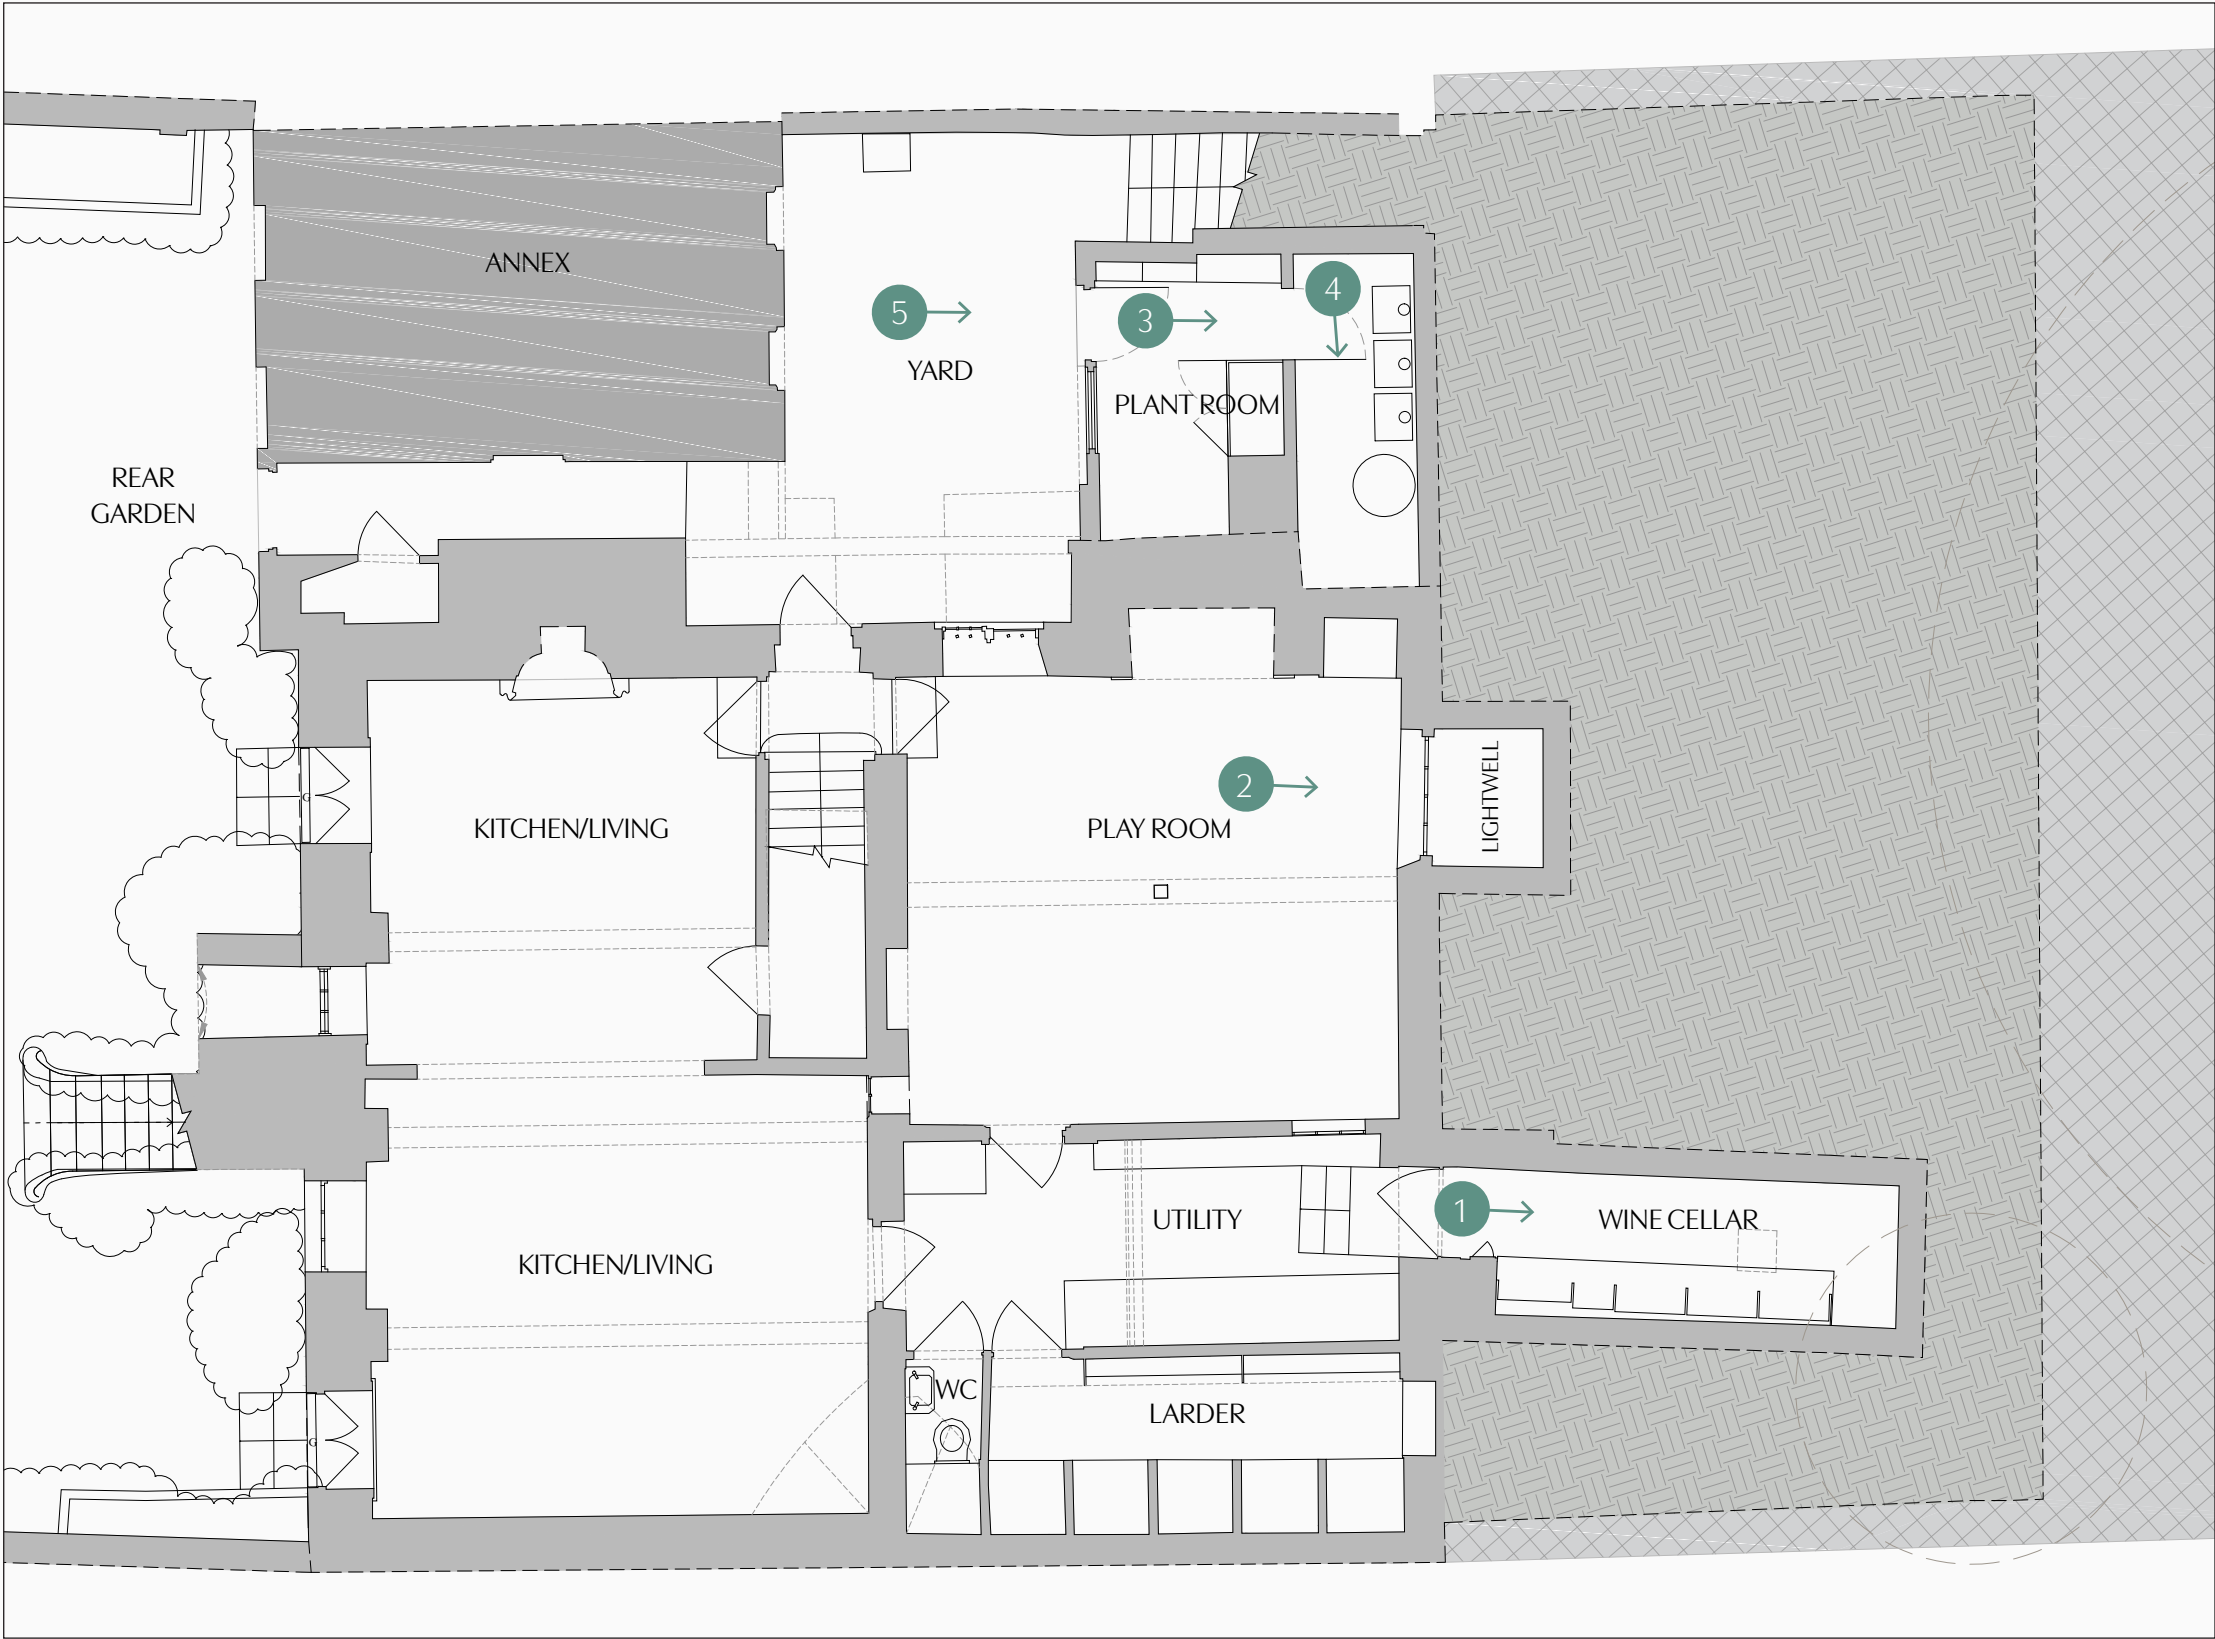 ANNEX
5
3
4
YARD
PLANT ROOM
REAR
GARDEN
2
LIGHTWELL
G
KITCHEN/LIVING
PLAY ROOM
1
UTILITY
WINE CELLAR
KITCHEN/LIVING
WC
LARDER
G